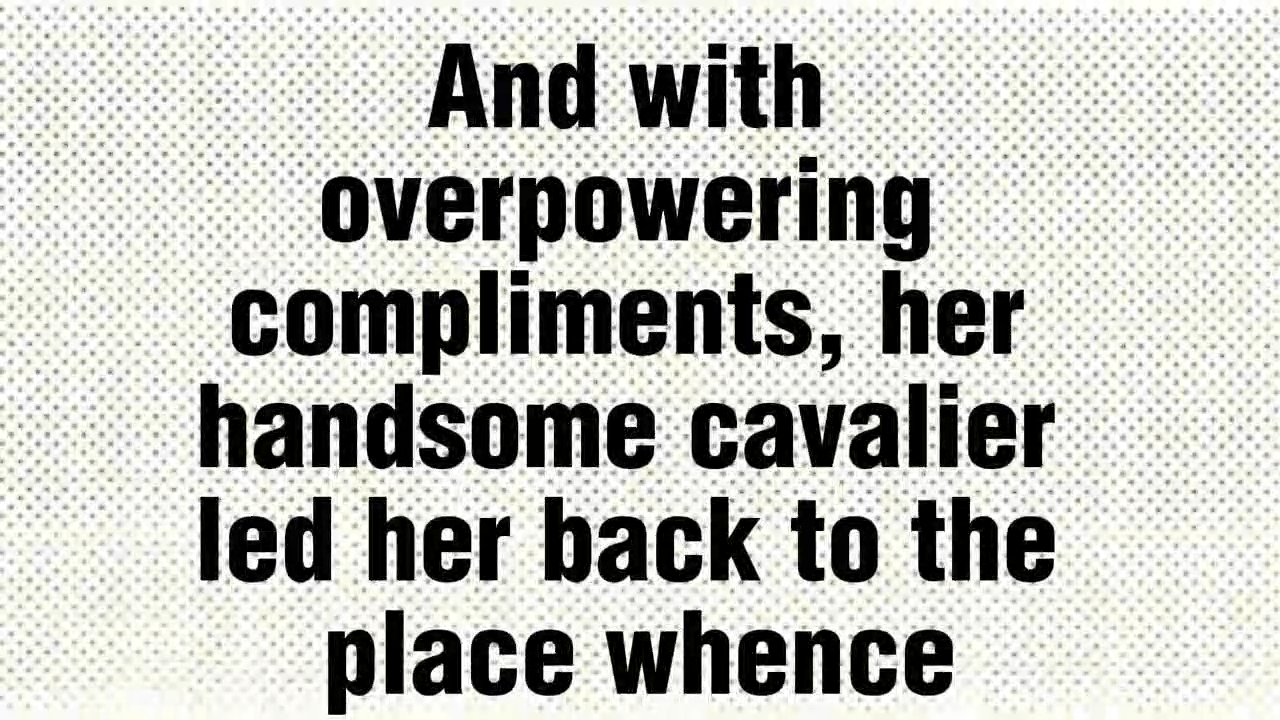 And with
overpowering
compliments, her
handsome cavalier
led her back to the
place whence